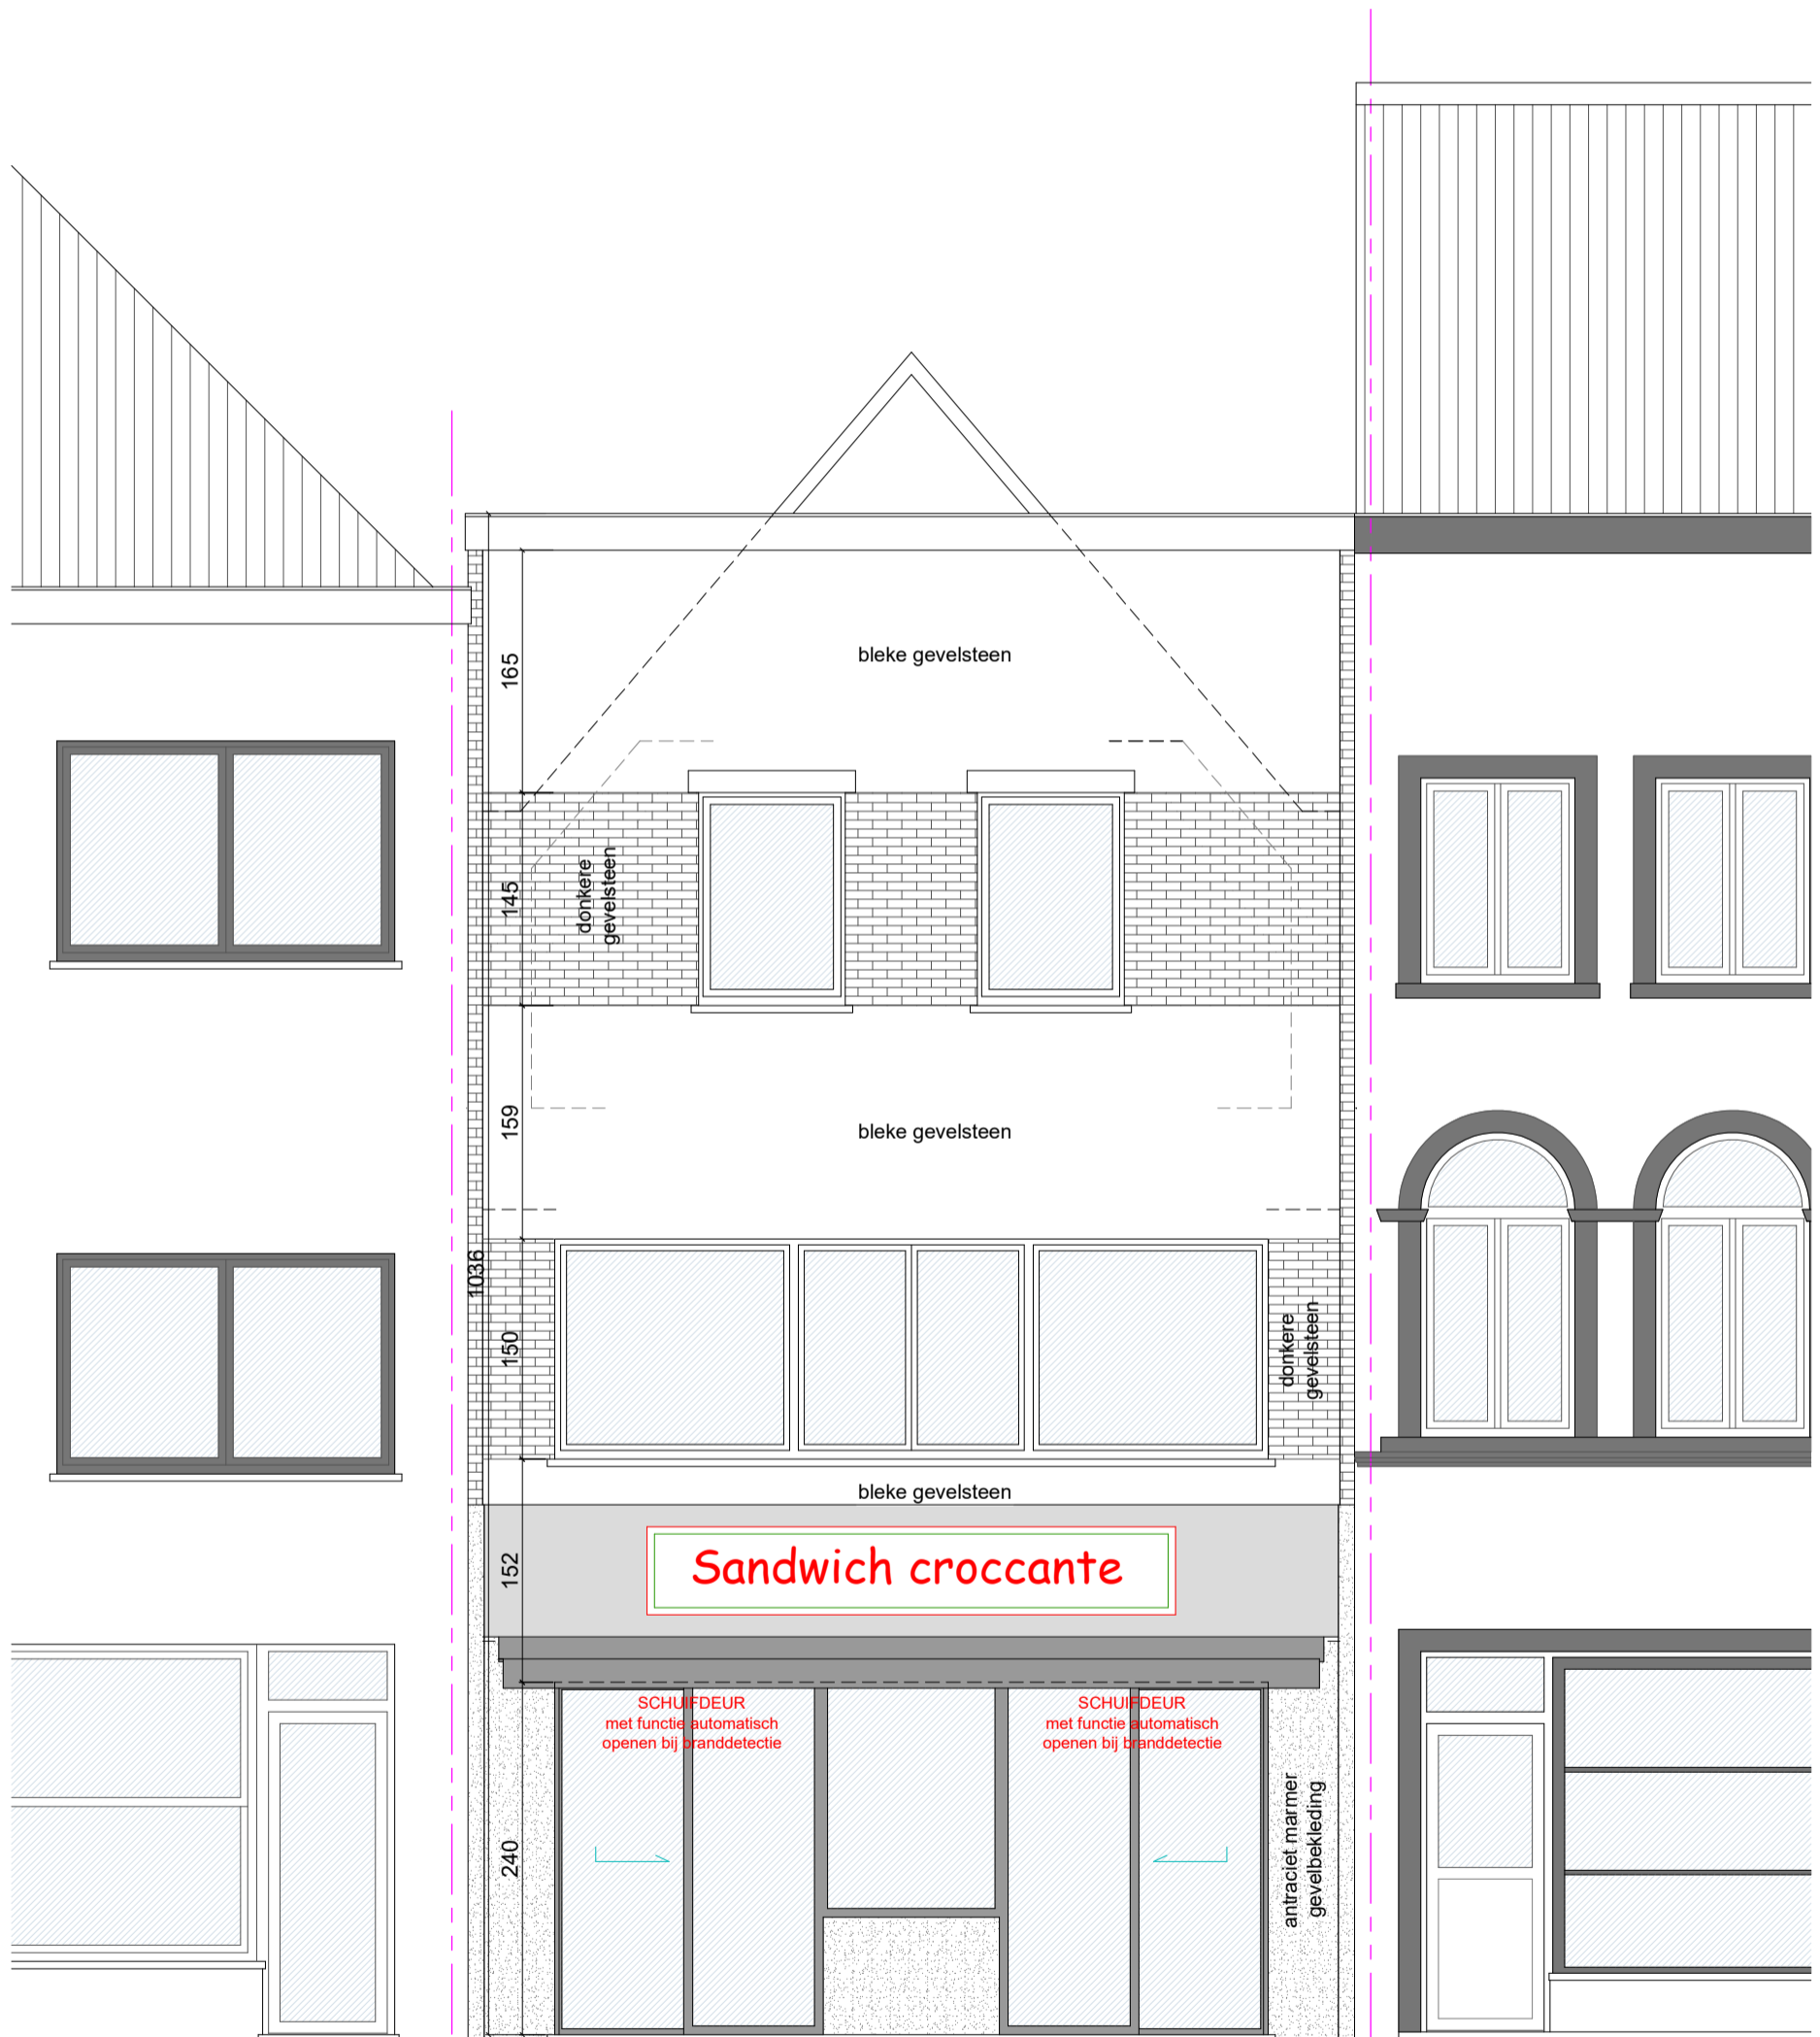 bleke gevelsteen
165
donkere
gevelsteen
145
159
bleke gevelsteen
1036
150
donkere
gevelsteen
bleke gevelsteen
152
Sandwich croccante
SCHUIFDEUR
met functie automatisch
openen bij branddetectie
SCHUIFDEUR
met functie automatisch
openen bij branddetectie
240
antraciet marmer
gevelbekleding